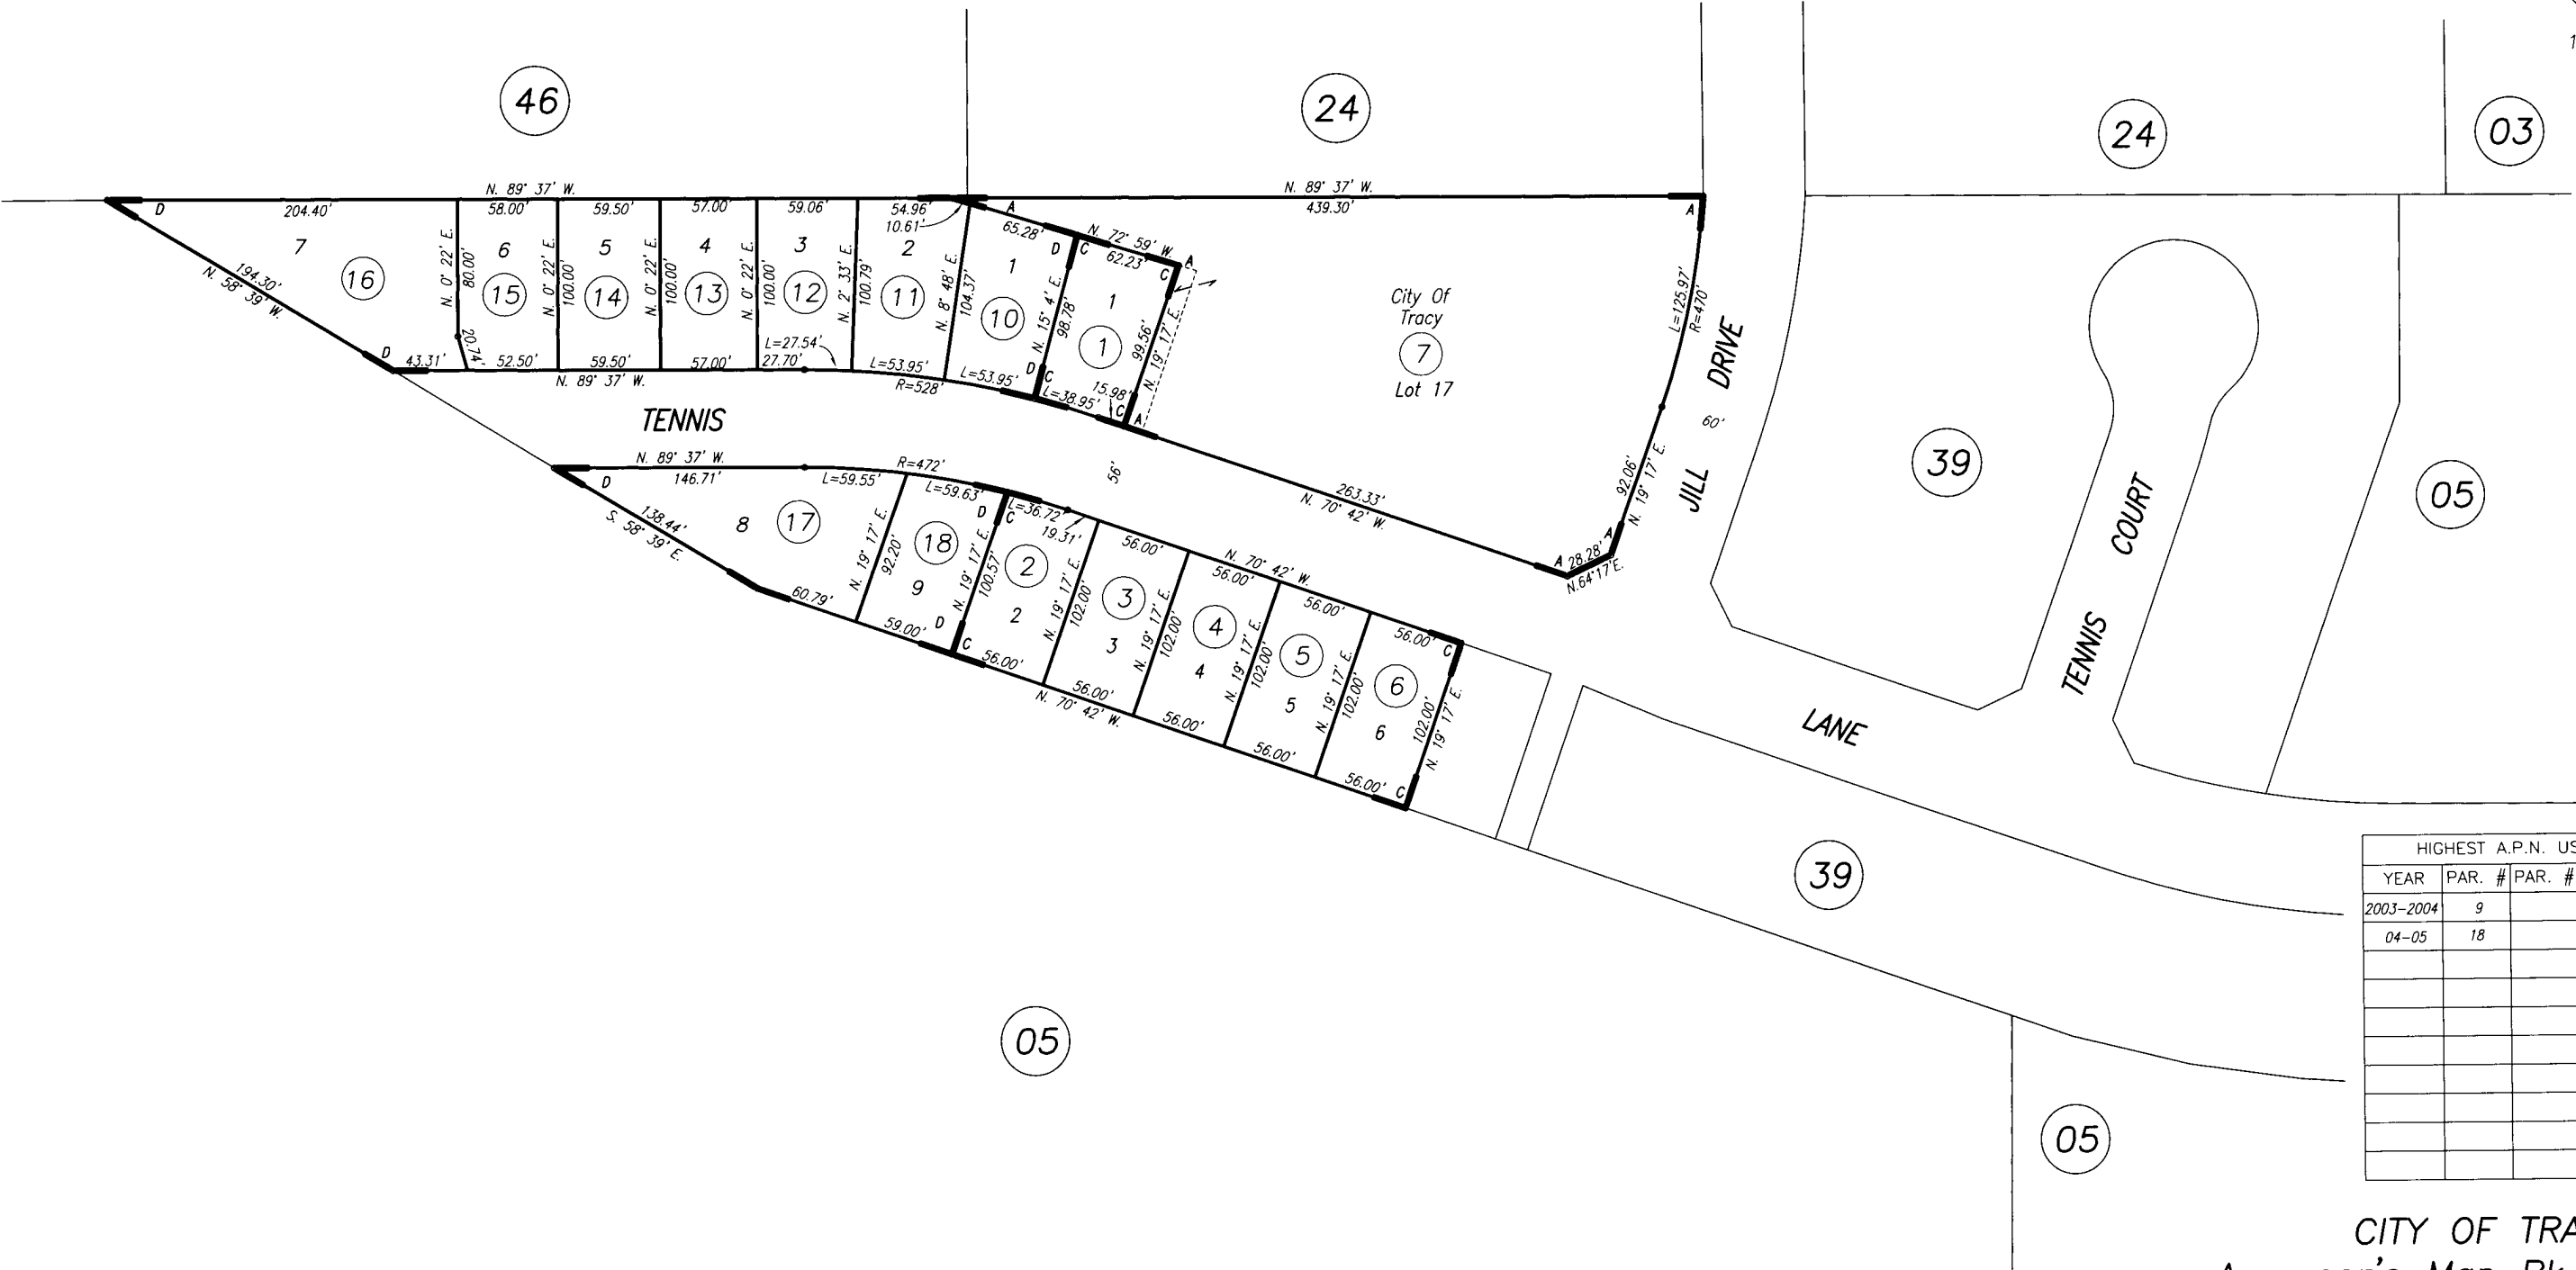 46
24
24
03
N. 89° 37' W.
N. 89° 37' W.
D
204.40'
58.00'
59.50'
57.00'
59.06'
54.96'
10.61'
A
439.30'
A
65.28'
N. 72° 59' W.
62.23'
A
D
C
C
7
16
194.30'
N. 58° 39' W.
N. 0° 22' E.
80.00'
6
15
N. 0° 22' E.
100.00'
5
14
N. 0° 22' E.
100.00'
4
13
N. 0° 22' E.
100.00'
3
12
N. 2° 33' E.
100.79'
2
11
N. 8° 48' E.
104.37'
1
10
N. 15° 4' E.
98.78'
1
1
99.56'
N. 19° 17' E.
City Of
Tracy
7
Lot 17
L=125.97'
R=470'
JILL DRIVE
60'
D
43.31'
20.74'
52.50'
59.50'
57.00'
L=27.54'
27.70'
N. 89° 37' W.
L=53.95'
R=528'
L=53.95'
D
C
L=38.95'
15.98'
C
A
TENNIS
56'
263.33'
N. 70° 42' W.
92.06'
N. 19° 17' E.
A
28.28'
A
N.64°17'E.
39
05
TENNIS COURT
N. 89° 37' W.
146.71'
D
R=472'
L=59.55'
L=59.63'
L=36.72'
19.31'
138.44'
S. 58° 39' E.
8
17
N. 19° 17' E.
92.20'
18
9
D
C
N. 19° 17' E.
100.57'
2
2
N. 19° 17' E.
102.00'
3
3
N. 19° 17' E.
102.00'
4
4
N. 19° 17' E.
102.00'
5
5
N. 19° 17' E.
102.00'
6
6
102.00'
N. 19° 17' E.
56.00'
N. 70° 42' W.
56.00'
56.00'
56.00'
C
60.79'
59.00'
D
C
56.00'
56.00'
N. 70° 42' W.
56.00'
56.00'
56.00'
C
LANE
39
05
05
HIGHEST A.P.N. US
YEAR PAR. # PAR. #
2003-2004 9
04-05 18
CITY OF TRA